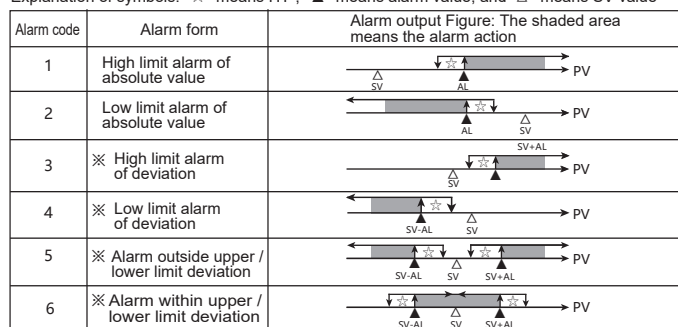 Explanation of symbols: "☆" means HY, "▲" means alarm value, and "△" means SV value
Alarm code Alarm form Alarm output Figure: The shaded area
means the alarm action
1 High limit alarm of
absolute value
☆ PV
SV AL
2 Low limit alarm of
absolute value
☆ PV
AL SV
3 ※ High limit alarm
of deviation
SV+AL
☆ PV
SV
4 ※ Low limit alarm
of deviation
☆ PV
SV-AL SV
5 ※ Alarm outside upper /
lower limit deviation
☆ ☆ PV
SV-AL SV SV+AL
6 ※ Alarm within upper /
lower limit deviation
☆ ☆ PV
SV-AL SV SV+AL